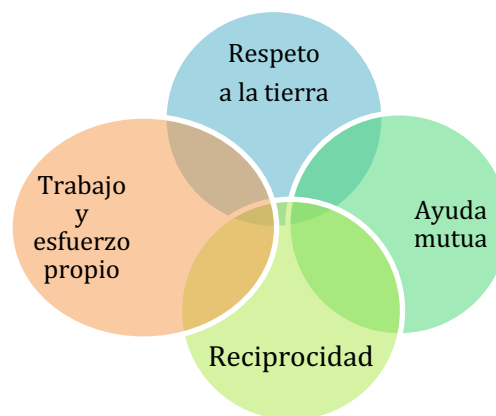 Respeto
a la tierra
Trabajo
y
esfuerzo
propio
Ayuda
mutua
Reciprocidad